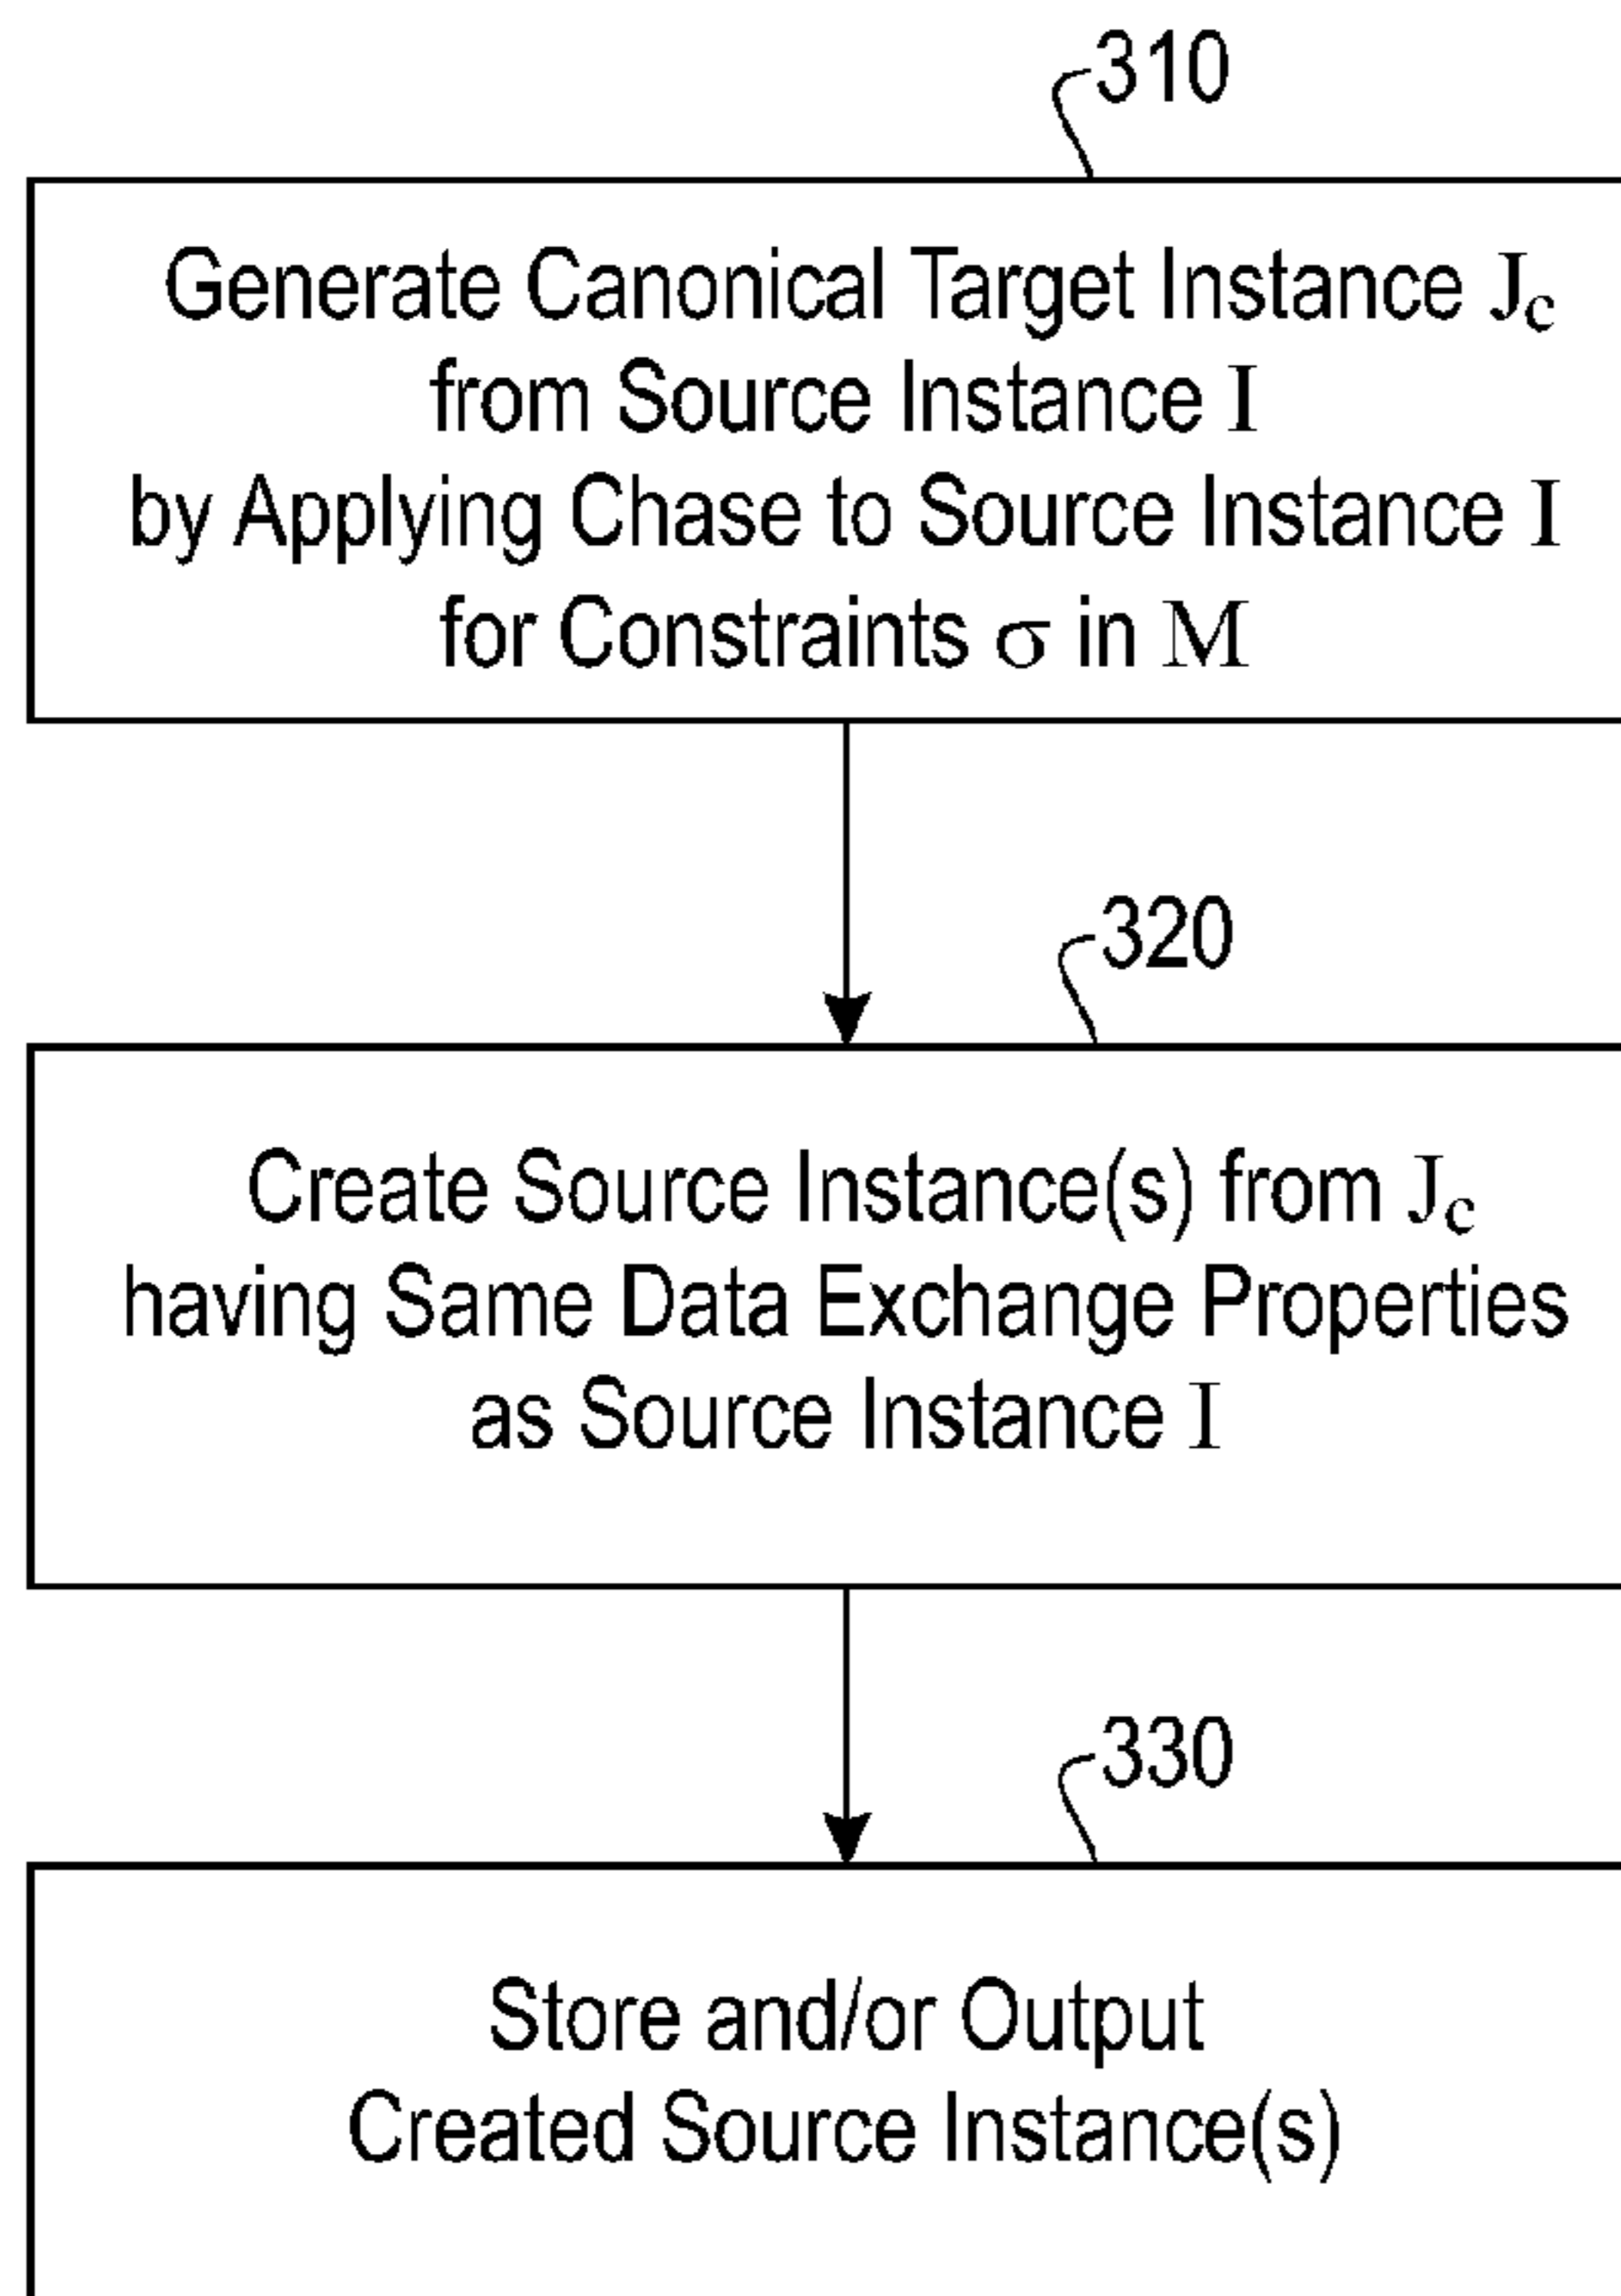 310
Generate Canonical Target Instance Jc
from Source Instance I
by Applying Chase to Source Instance I
for Constraints σ in M
320
Create Source Instance(s) from Jc
having Same Data Exchange Properties
as Source Instance I
330
Store and/or Output
Created Source Instance(s)